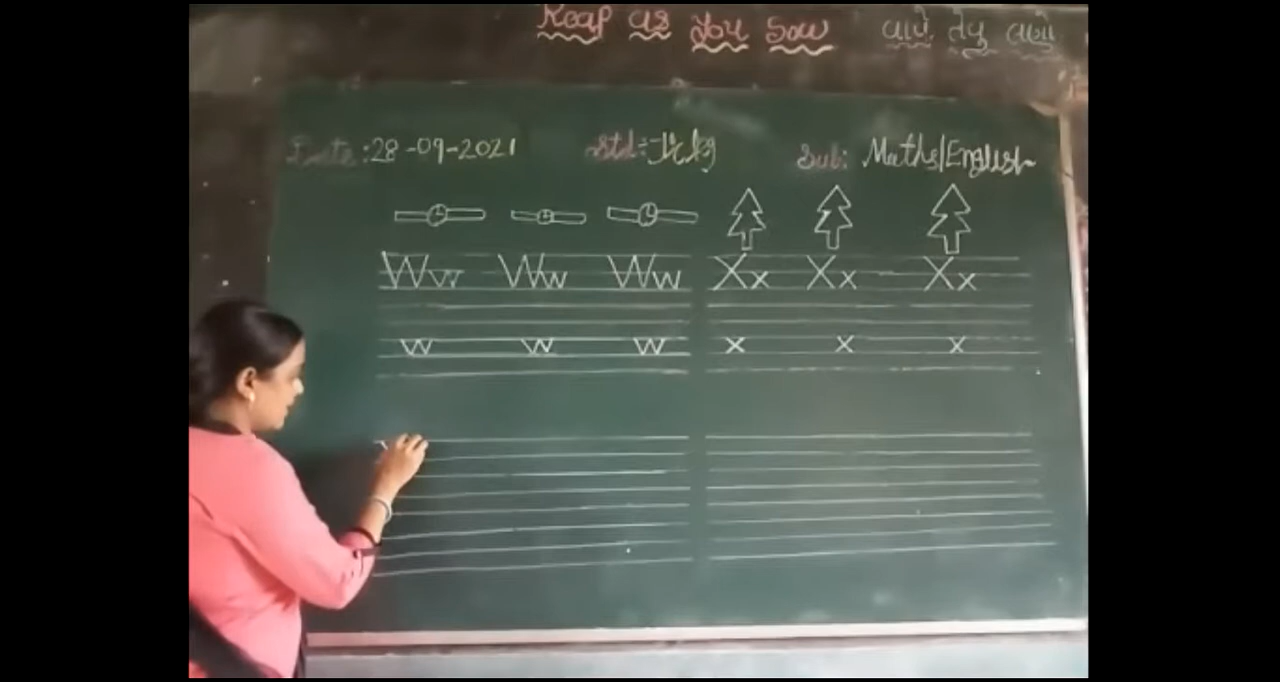 Reap as you Sow વાવે તેવુ લણો
Date :28-09-2021 Std:- Jr.kg Sub: Maths/English
Ww Ww Ww Xx Xx Xx
w w w x x x